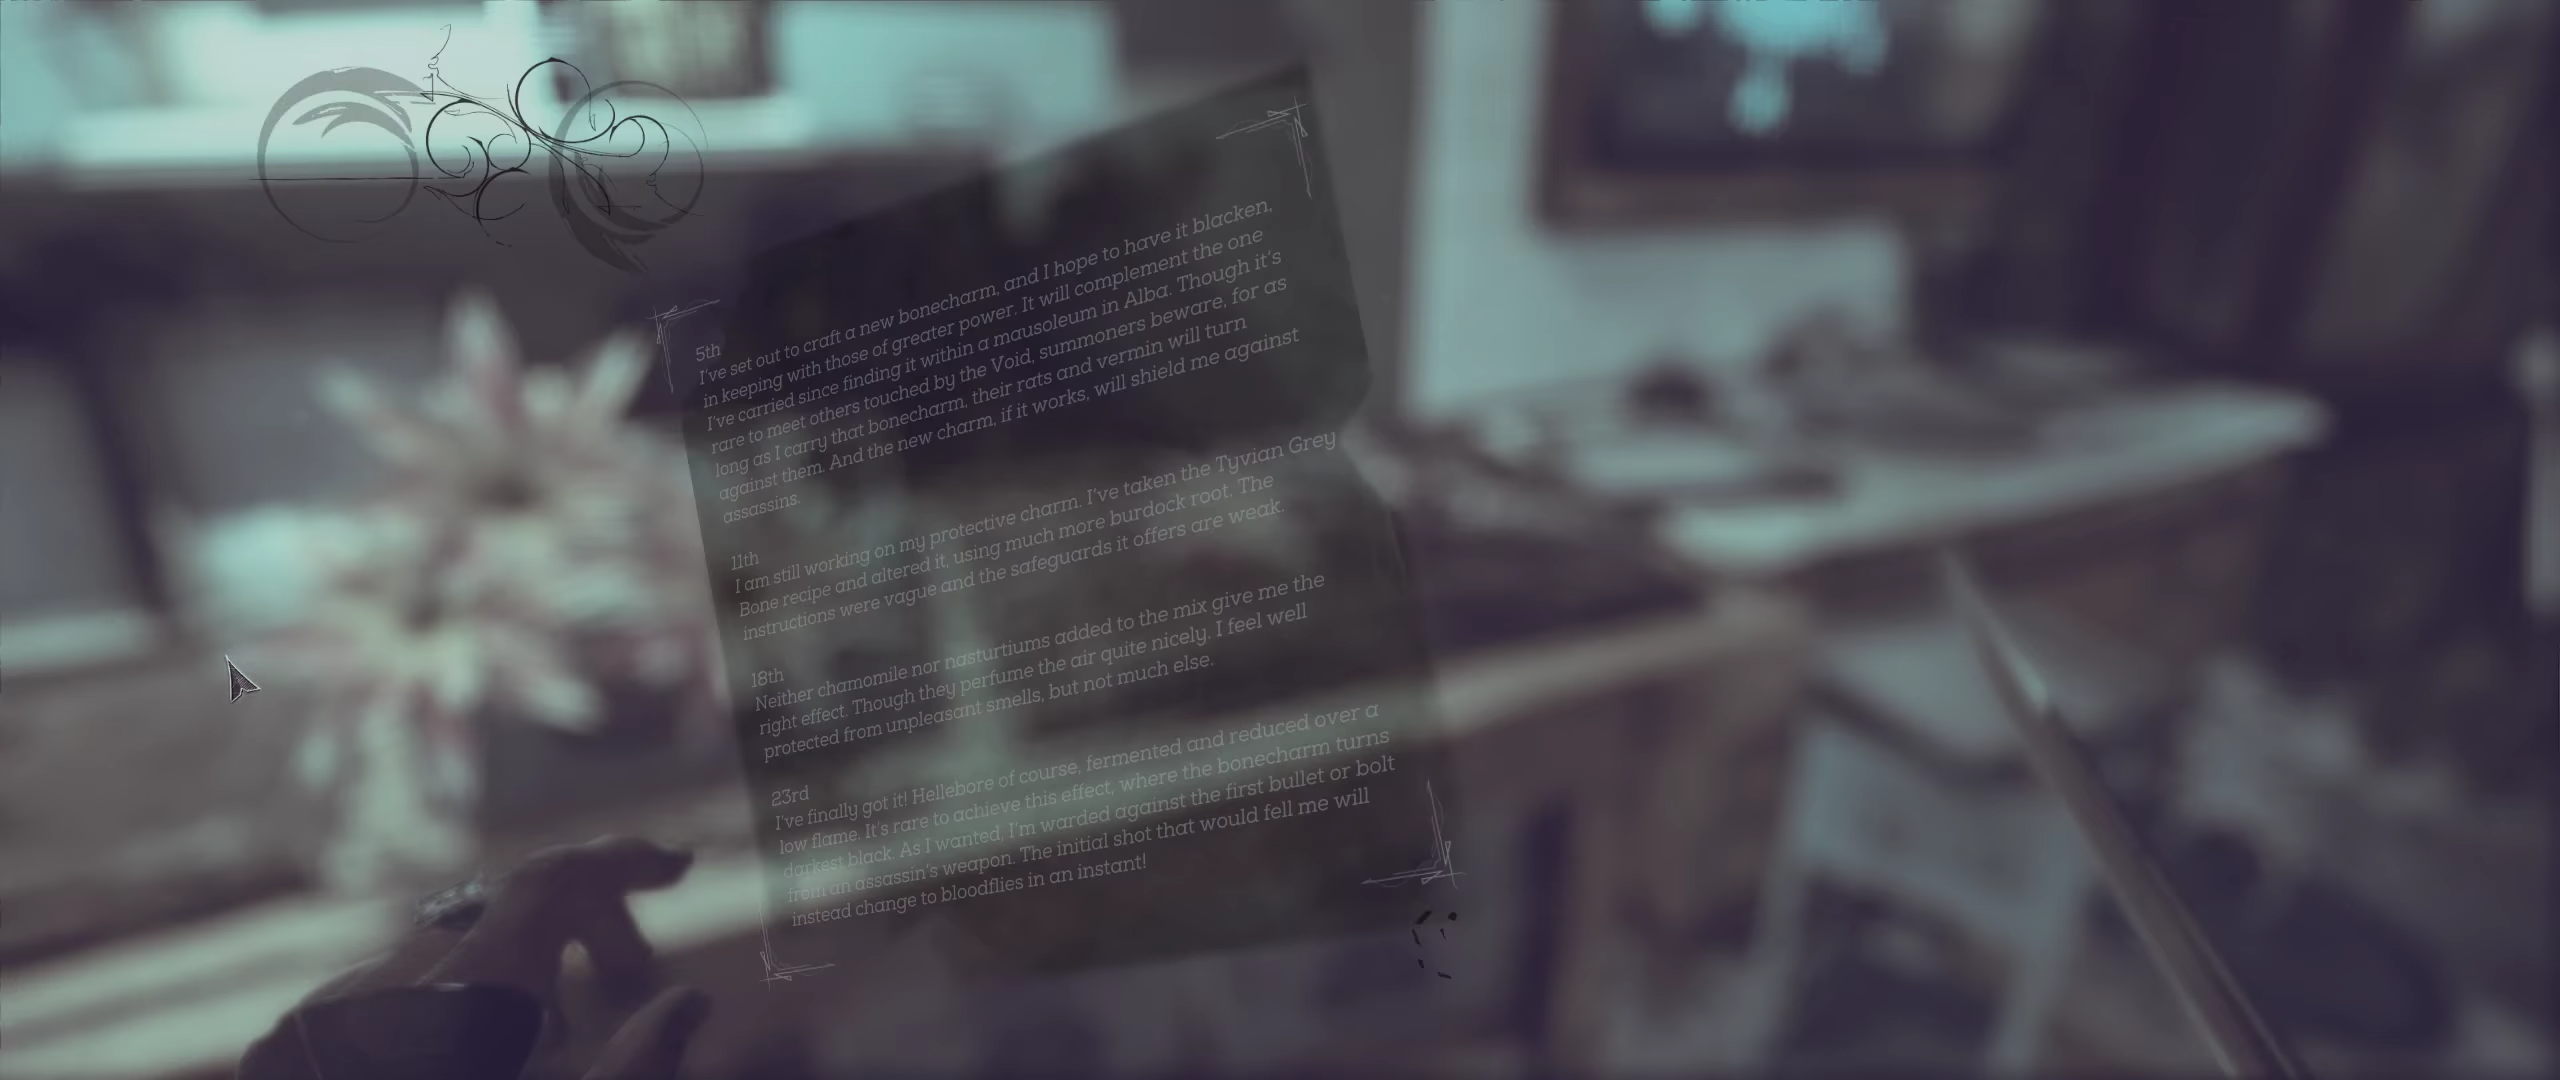 5th
I've set out to craft a new bonecharm, and I hope to have it blacken,
in keeping with those of greater power. It will complement the one
I've carried since finding it within a mausoleum in Alba. Though it's
rare to meet others touched by the Void, summoners beware, for as
long as I carry that bonecharm, their rats and vermin will turn
against them. And the new charm, if it works, will shield me against
assassins.
11th
I am still working on my protective charm. I've taken the Tyvian Grey
Bone recipe and altered it, using much more burdock root. The
instructions were vague and the safeguards it offers are weak.
18th
Neither chamomile nor nasturtiums added to the mix give me the
right effect. Though they perfume the air quite nicely. I feel well
protected from unpleasant smells, but not much else.
23rd
I've finally got it! Hellebore of course, fermented and reduced over a
low flame. It's rare to achieve this effect, where the bonecharm turns
darkest black. As I wanted, I'm warded against the first bullet or bolt
from an assassin's weapon. The initial shot that would fell me will
instead change to bloodflies in an instant!